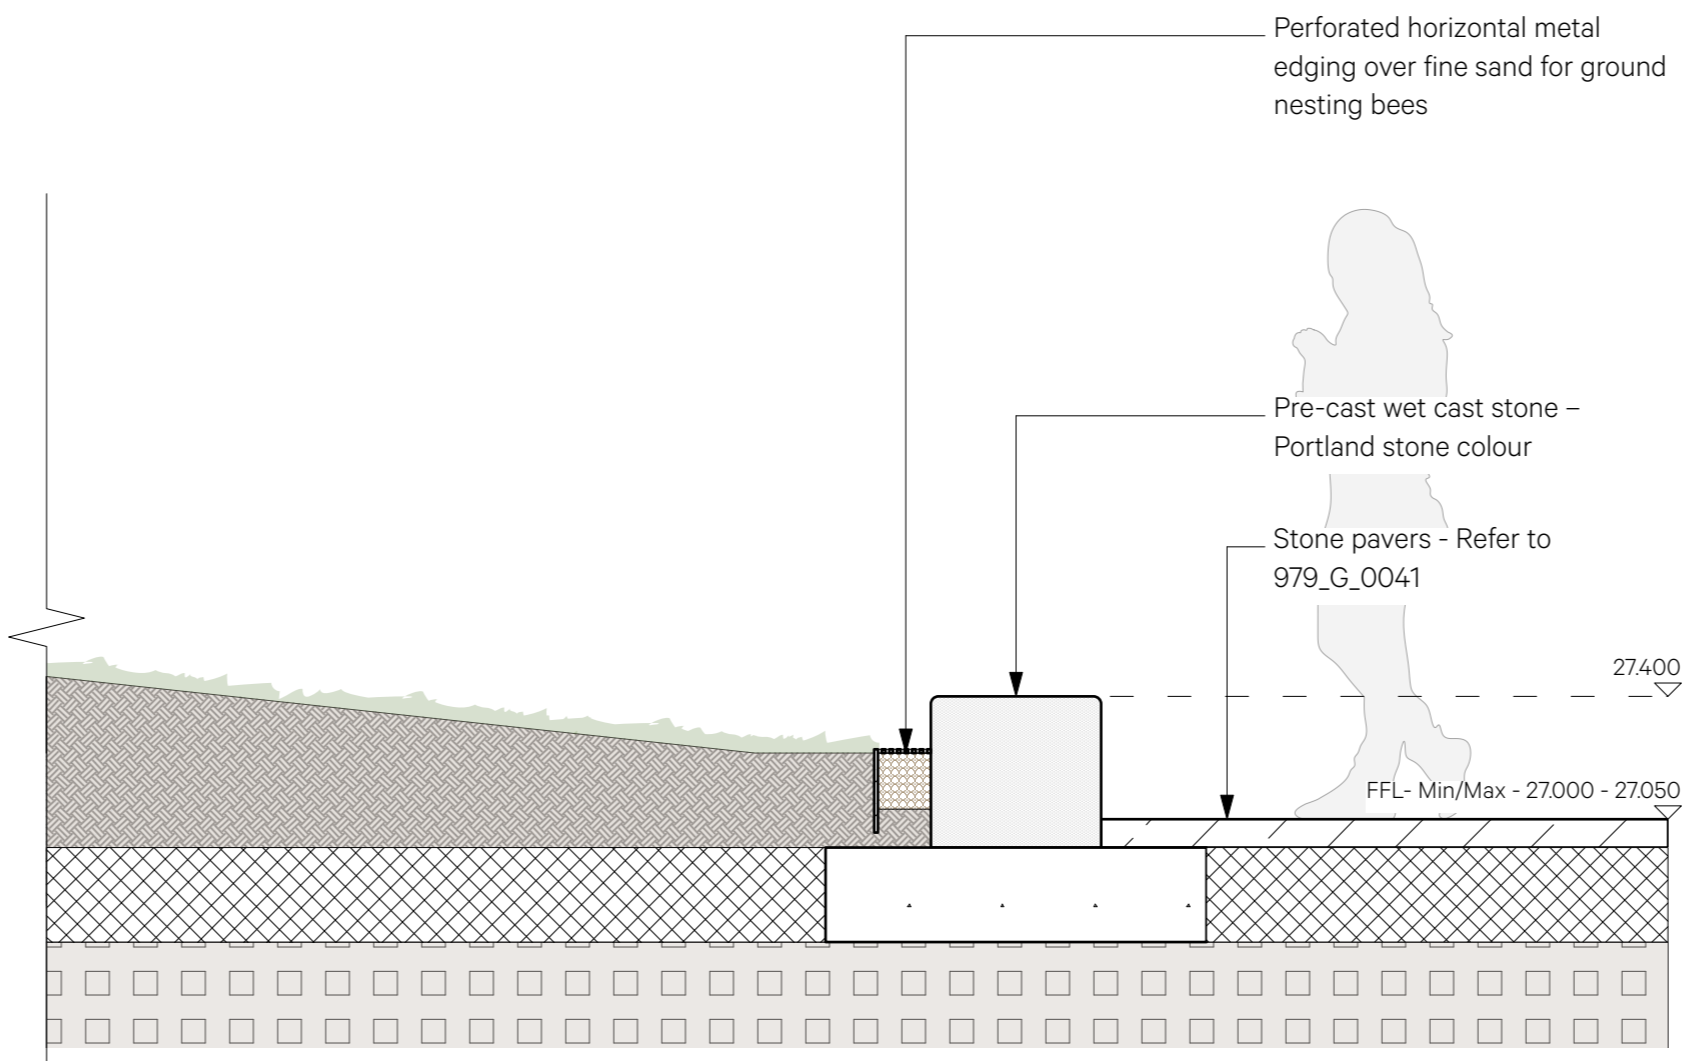 Perforated horizontal metal
edging over fine sand for ground
nesting bees
Pre-cast wet cast stone –
Portland stone colour
Stone pavers - Refer to
979_G_0041
27.400
FFL- Min/Max - 27.000 - 27.050